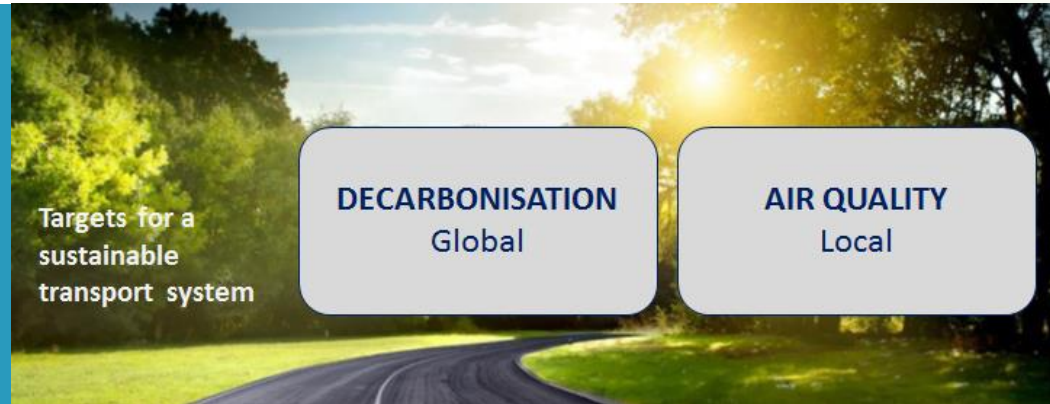 Targets for a
sustainable
transport system
DECARBONISATION
Global
AIR QUALITY
Local